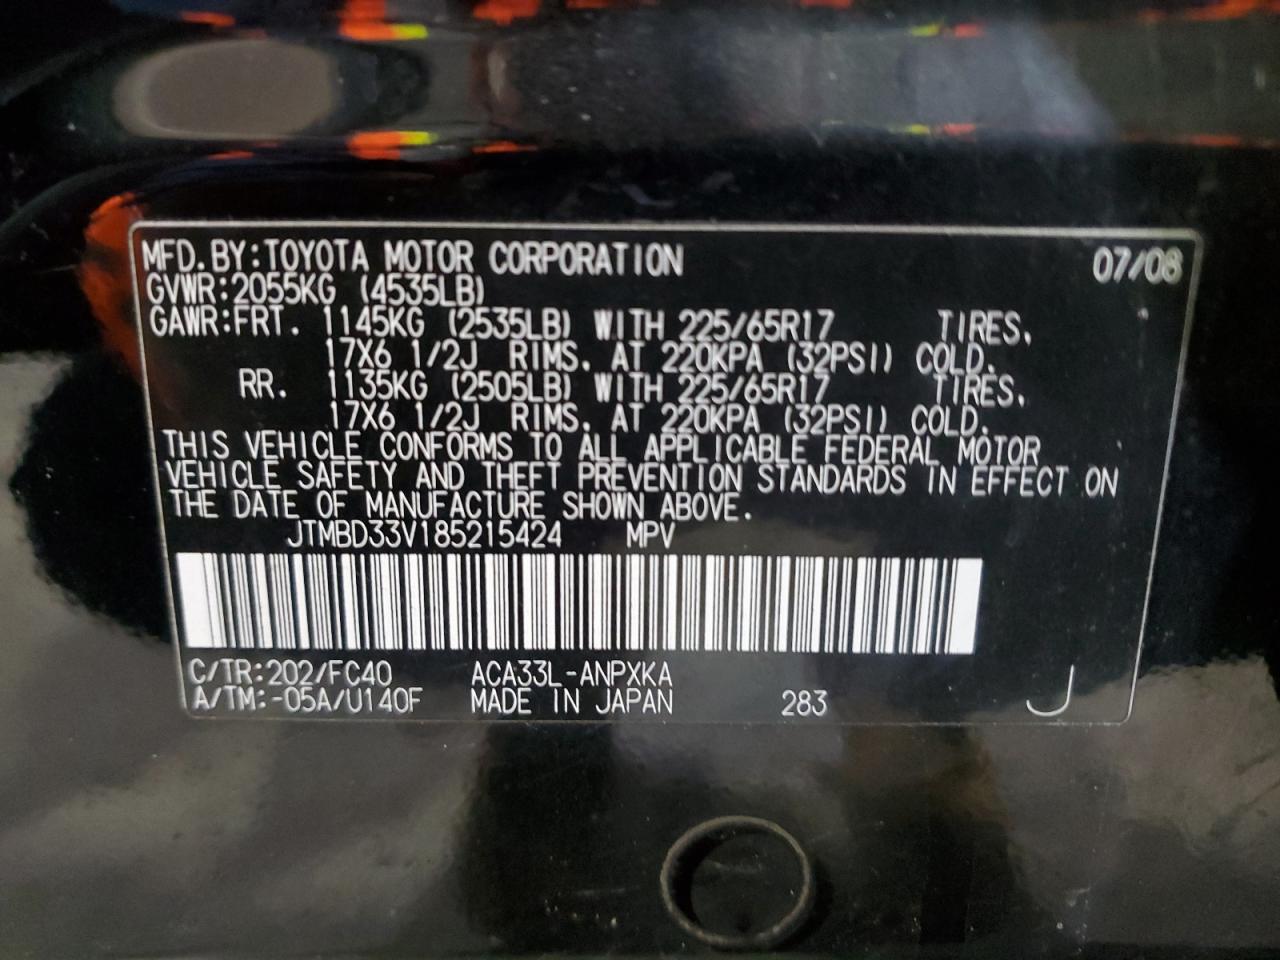 MFD.BY:TOYOTA MOTOR CORPORATION 07/08
GVWR:2055KG (4535LB)
GAWR:FRT. 1145KG (2535LB) WITH 225/65R17 TIRES.
17X6 1/2J RIMS. AT 220KPA (32PSI) COLD.
RR. 1135KG (2505LB) WITH 225/65R17 TIRES.
17X6 1/2J RIMS. AT 220KPA (32PSI) COLD.
THIS VEHICLE CONFORMS TO ALL APPLICABLE FEDERAL MOTOR
VEHICLE SAFETY AND THEFT PREVENTION STANDARDS IN EFFECT ON
THE DATE OF MANUFACTURE SHOWN ABOVE.
JTMBD33V185215424 MPV
C/TR:202/FC40 ACA33L-ANPXKA
A/TM:-05A/U140F MADE IN JAPAN 283 J